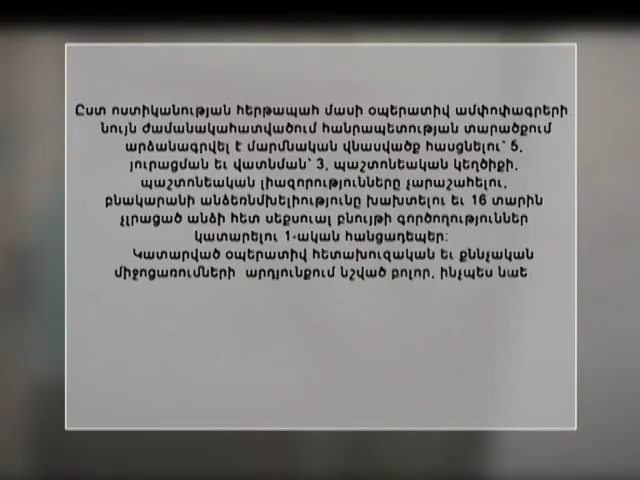 Ըստ ոստիկանության հերթապահ մասի օպերատիվ ամփոփագրերի
նույն ժամանակահատվածում հանրապետության տարածքում
արձանագրվել է մարմնական վնասվածք հասցնելու՝ 5,
յուրացման եւ վատնման՝ 3, պաշտոնեական կեղծիքի,
պաշտոնեական լիազորությունները չարաշահելու,
բնակարանի անձեռնմխելիությունը խախտելու եւ 16 տարին
չլրացած անձի հետ սեքսուալ բնույթի գործողություններ
կատարելու 1-ական հանցադեպեր:
Կատարված օպերատիվ հետախուզական եւ քննչական
միջոցառումների արդյունքում նշված բոլոր, ինչպես նաե